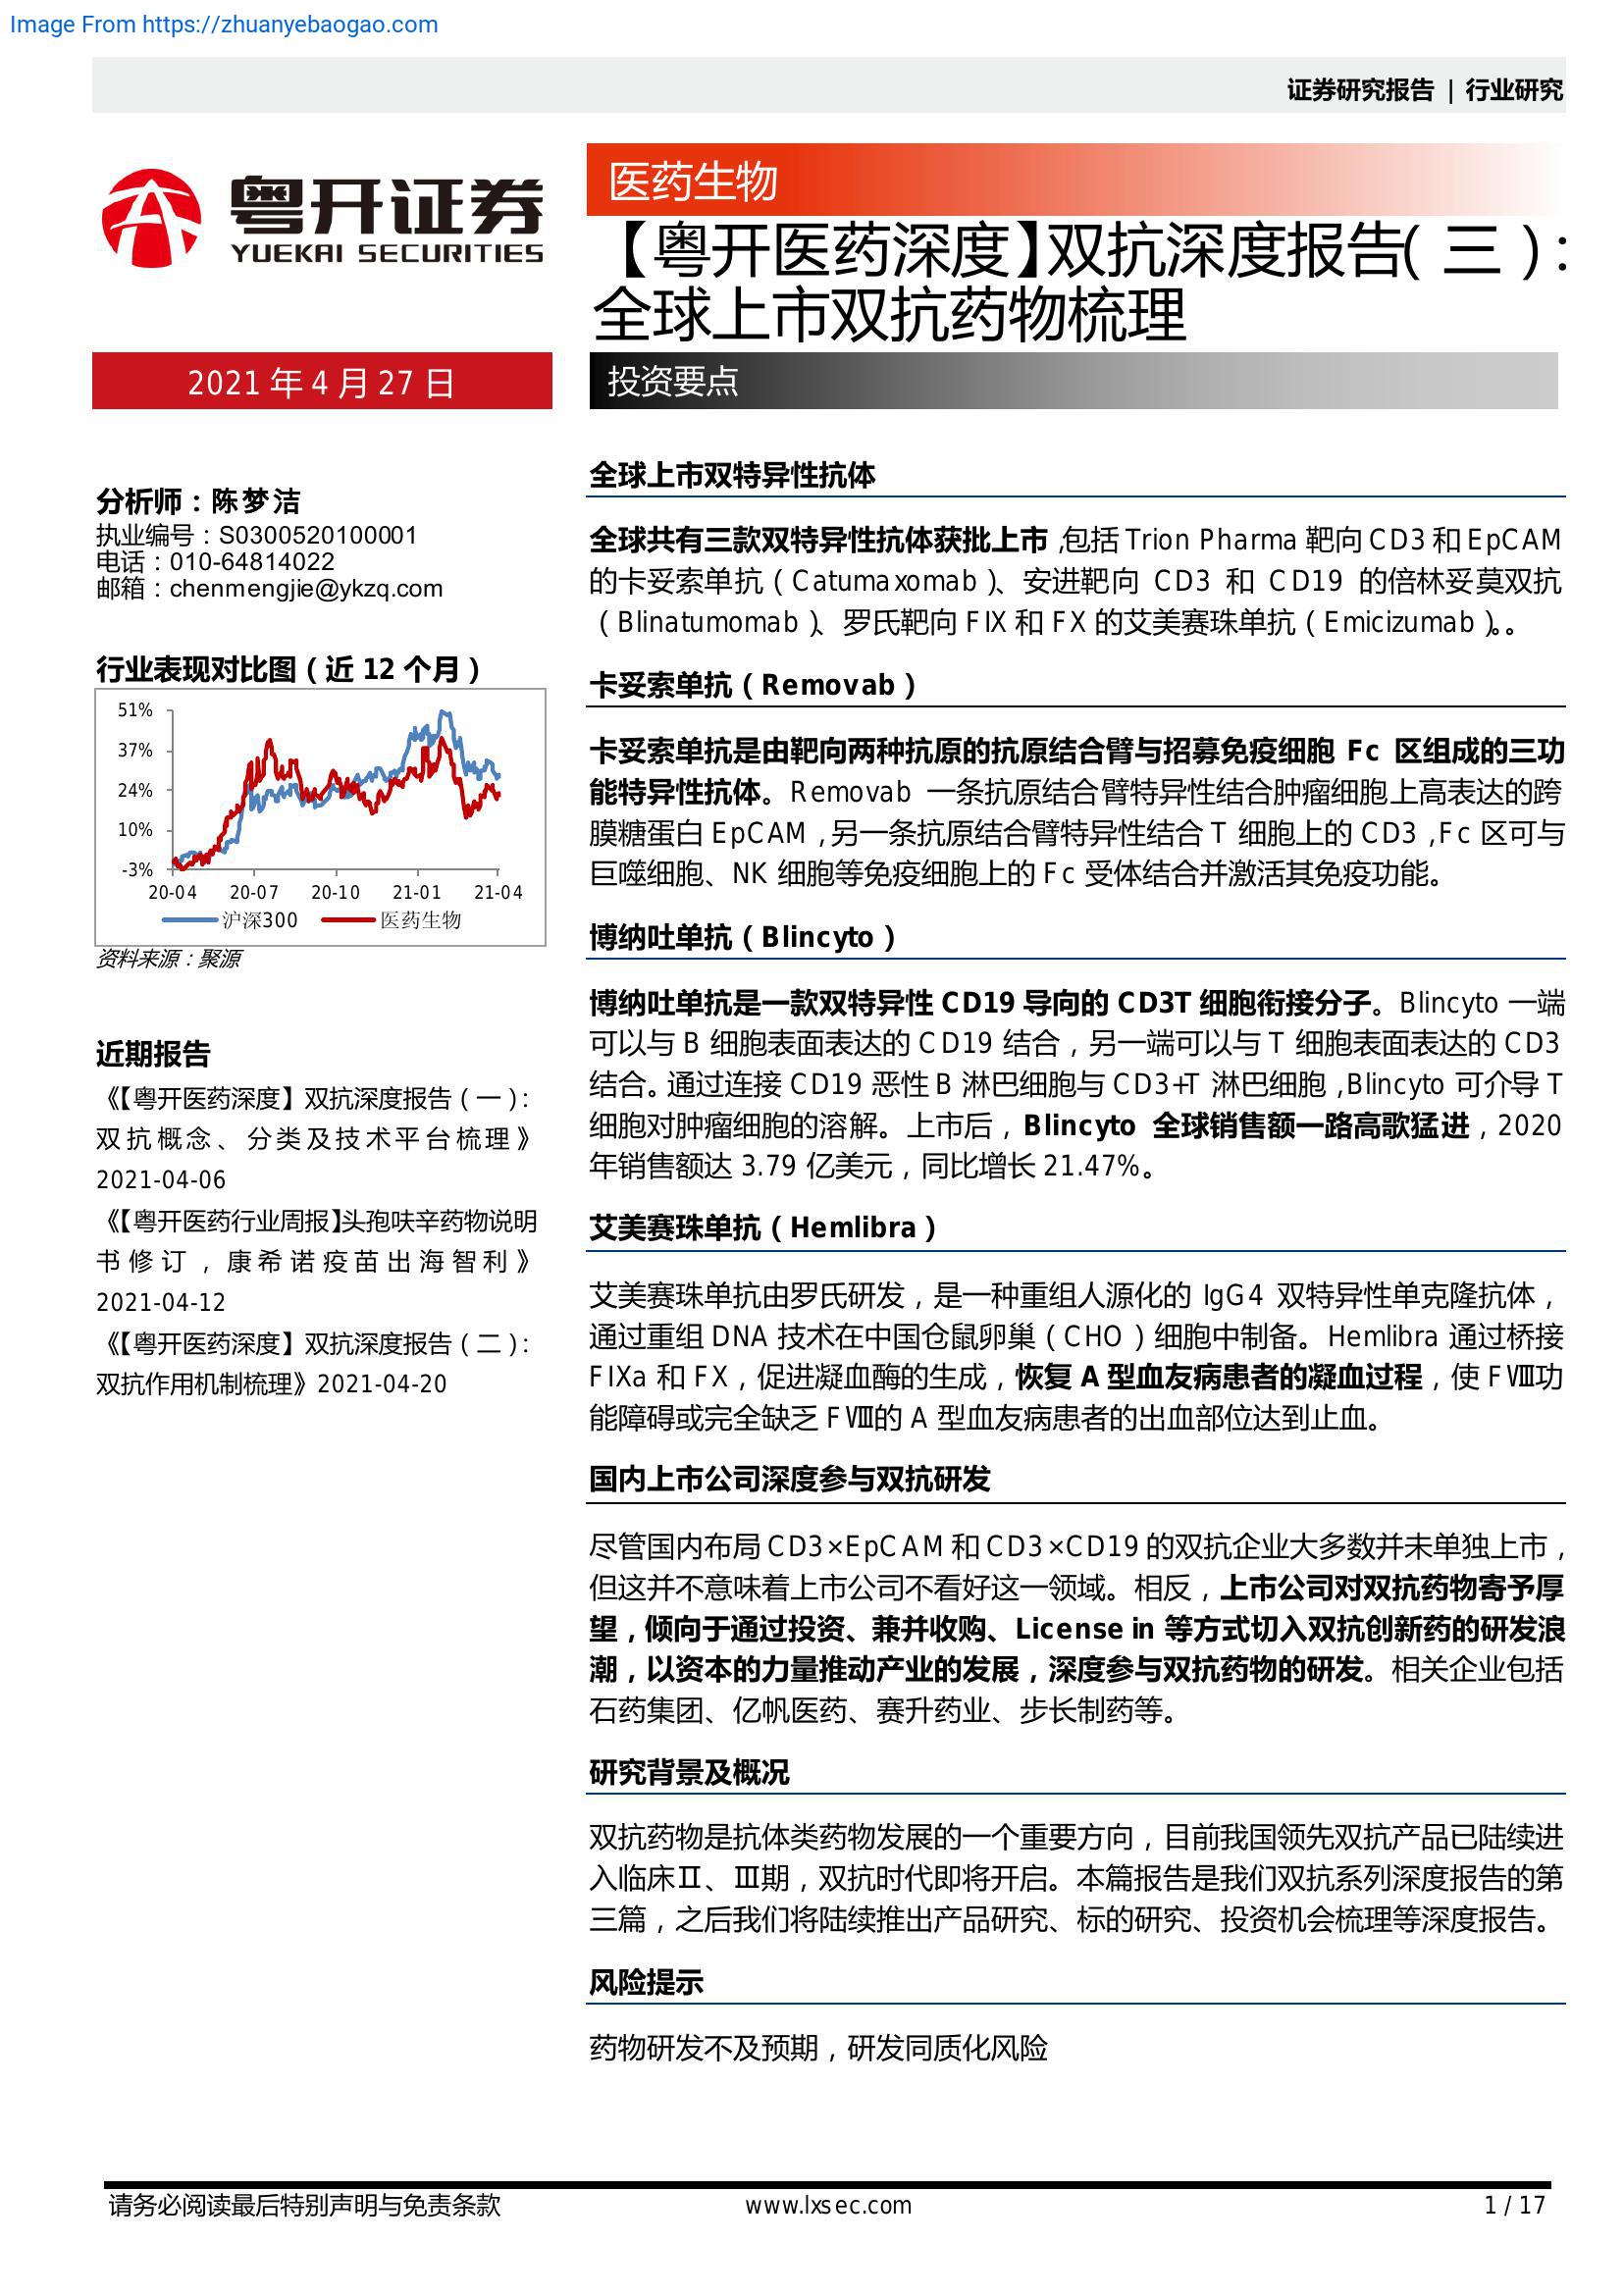 Image From https://zhuanyebaogao.com
证券研究报告 | 行业研究
粤开证券
YUEKAI SECURITIES
医药生物
【粤开医药深度】双抗深度报告(三)：
全球上市双抗药物梳理
2021 年 4 月 27 日
投资要点
分析师：陈梦洁
执业编号：S0300520100001
电话：010-64814022
邮箱：chenmengjie@ykzq.com
行业表现对比图（近 12 个月）
51%
37%
24%
10%
-3%
20-04 20-07 20-10 21-01 21-04
沪深300 医药生物
资料来源：聚源
近期报告
《【粤开医药深度】双抗深度报告（一）：
双抗概念、分类及技术平台梳理》
2021-04-06
《【粤开医药行业周报】头孢呋辛药物说明
书修订，康希诺疫苗出海智利》
2021-04-12
《【粤开医药深度】双抗深度报告（二）：
双抗作用机制梳理》2021-04-20
全球上市双特异性抗体
全球共有三款双特异性抗体获批上市，包括 Trion Pharma 靶向 CD3 和 EpCAM
的卡妥索单抗（Catumaxomab）、安进靶向 CD3 和 CD19 的倍林妥莫双抗
（Blinatumomab）、罗氏靶向 FIX 和 FX 的艾美赛珠单抗（Emicizumab）。。
卡妥索单抗（Removab）
卡妥索单抗是由靶向两种抗原的抗原结合臂与招募免疫细胞 Fc 区组成的三功
能特异性抗体。Removab 一条抗原结合臂特异性结合肿瘤细胞上高表达的跨
膜糖蛋白 EpCAM，另一条抗原结合臂特异性结合 T 细胞上的 CD3，Fc 区可与
巨噬细胞、NK 细胞等免疫细胞上的 Fc 受体结合并激活其免疫功能。
博纳吐单抗（Blincyto）
博纳吐单抗是一款双特异性 CD19 导向的 CD3T 细胞衔接分子。Blincyto 一端
可以与 B 细胞表面表达的 CD19 结合，另一端可以与 T 细胞表面表达的 CD3
结合。通过连接 CD19 恶性 B 淋巴细胞与 CD3+T 淋巴细胞，Blincyto 可介导 T
细胞对肿瘤细胞的溶解。上市后，Blincyto 全球销售额一路高歌猛进，2020
年销售额达 3.79 亿美元，同比增长 21.47%。
艾美赛珠单抗（Hemlibra）
艾美赛珠单抗由罗氏研发，是一种重组人源化的 IgG4 双特异性单克隆抗体，
通过重组 DNA 技术在中国仓鼠卵巢（CHO）细胞中制备。Hemlibra 通过桥接
FIXa 和 FX，促进凝血酶的生成，恢复 A 型血友病患者的凝血过程，使 FⅧ功
能障碍或完全缺乏 FⅧ的 A 型血友病患者的出血部位达到止血。
国内上市公司深度参与双抗研发
尽管国内布局 CD3×EpCAM 和 CD3×CD19 的双抗企业大多数并未单独上市，
但这并不意味着上市公司不看好这一领域。相反，上市公司对双抗药物寄予厚
望，倾向于通过投资、兼并收购、License in 等方式切入双抗创新药的研发浪
潮，以资本的力量推动产业的发展，深度参与双抗药物的研发。相关企业包括
石药集团、亿帆医药、赛升药业、步长制药等。
研究背景及概况
双抗药物是抗体类药物发展的一个重要方向，目前我国领先双抗产品已陆续进
入临床Ⅱ、Ⅲ期，双抗时代即将开启。本篇报告是我们双抗系列深度报告的第
三篇，之后我们将陆续推出产品研究、标的研究、投资机会梳理等深度报告。
风险提示
药物研发不及预期，研发同质化风险
请务必阅读最后特别声明与免责条款 www.lxsec.com 1 / 17